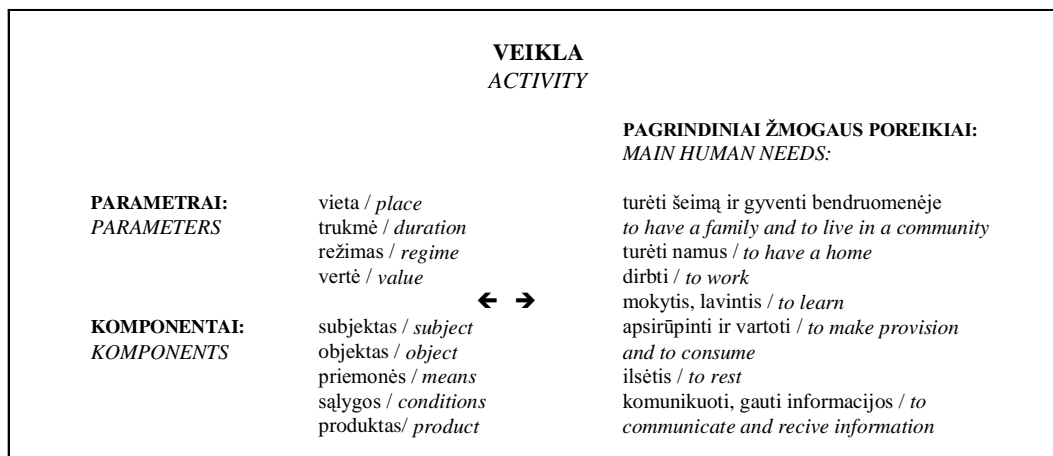 VEIKLA
ACTIVITY
PAGRINDINIAI ŽMOGAUS POREIKIAI:
MAIN HUMAN NEEDS:
PARAMETRAI:
PARAMETERS
vieta / place
trukmė / duration
režimas / regime
vertė / value
KOMPONENTAI:
KOMPONENTS
subjektas / subject
objektas / object
priemonės / means
sąlygos / conditions
produktas/ product
← →
turėti šeimą ir gyventi bendruomenėje
to have a family and to live in a community
turėti namus / to have a home
dirbti / to work
mokytis, lavintis / to learn
apsirūpinti ir vartoti / to make provision
and to consume
ilsėtis / to rest
komunikuoti, gauti informacijos / to
communicate and recive information